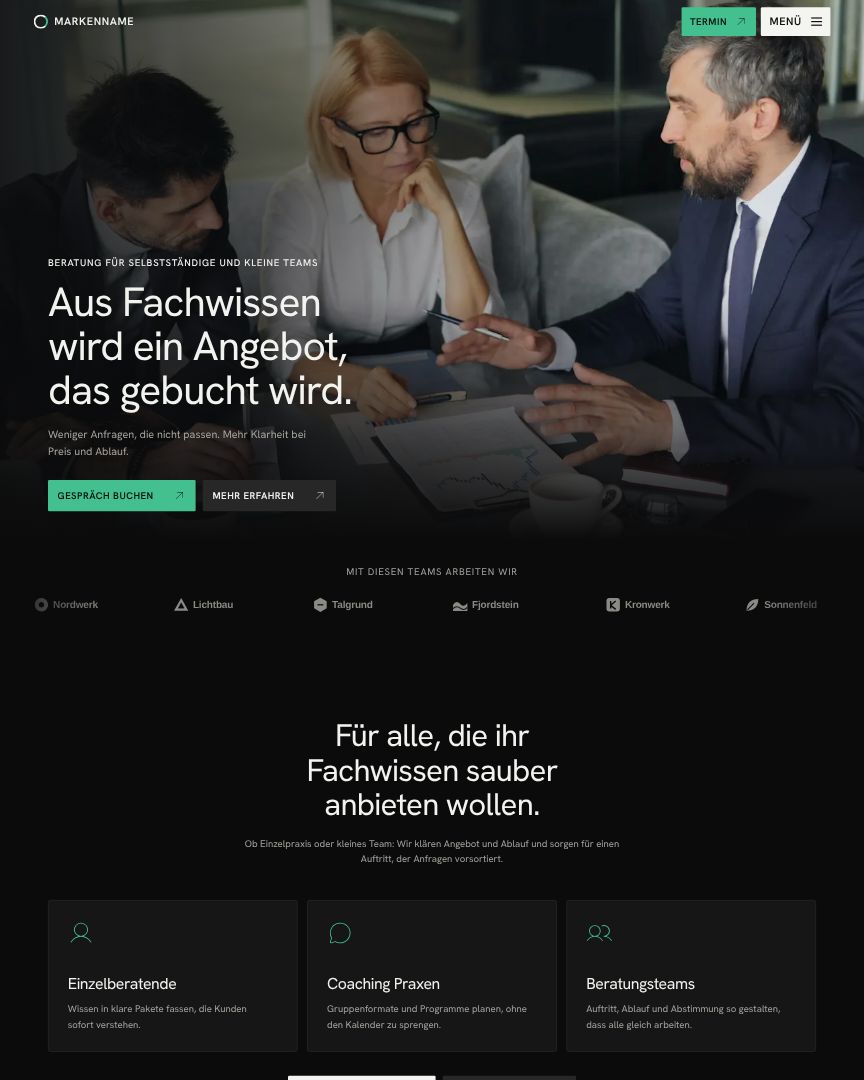 MARKENNAME
TERMIN
MENÜ
BERATUNG FÜR SELBSTSTÄNDIGE UND KLEINE TEAMS
Aus Fachwissen
wird ein Angebot,
das gebucht wird.
Weniger Anfragen, die nicht passen. Mehr Klarheit bei
Preis und Ablauf.
GESPRÄCH BUCHEN
MEHR ERFAHREN
MIT DIESEN TEAMS ARBEITEN WIR
Nordwerk
Lichtbau
Talgrund
Fjordstein
Kronwerk
Sonnenfeld
Für alle, die ihr
Fachwissen sauber
anbieten wollen.
Ob Einzelpraxis oder kleines Team: Wir klären Angebot und Ablauf und sorgen für einen
Auftritt, der Anfragen vorsortiert.
Einzelberatende
Wissen in klare Pakete fassen, die Kunden
sofort verstehen.
Coaching Praxen
Gruppenformate und Programme planen, ohne
den Kalender zu sprengen.
Beratungsteams
Auftritt, Ablauf und Abstimmung so gestalten,
dass alle gleich arbeiten.